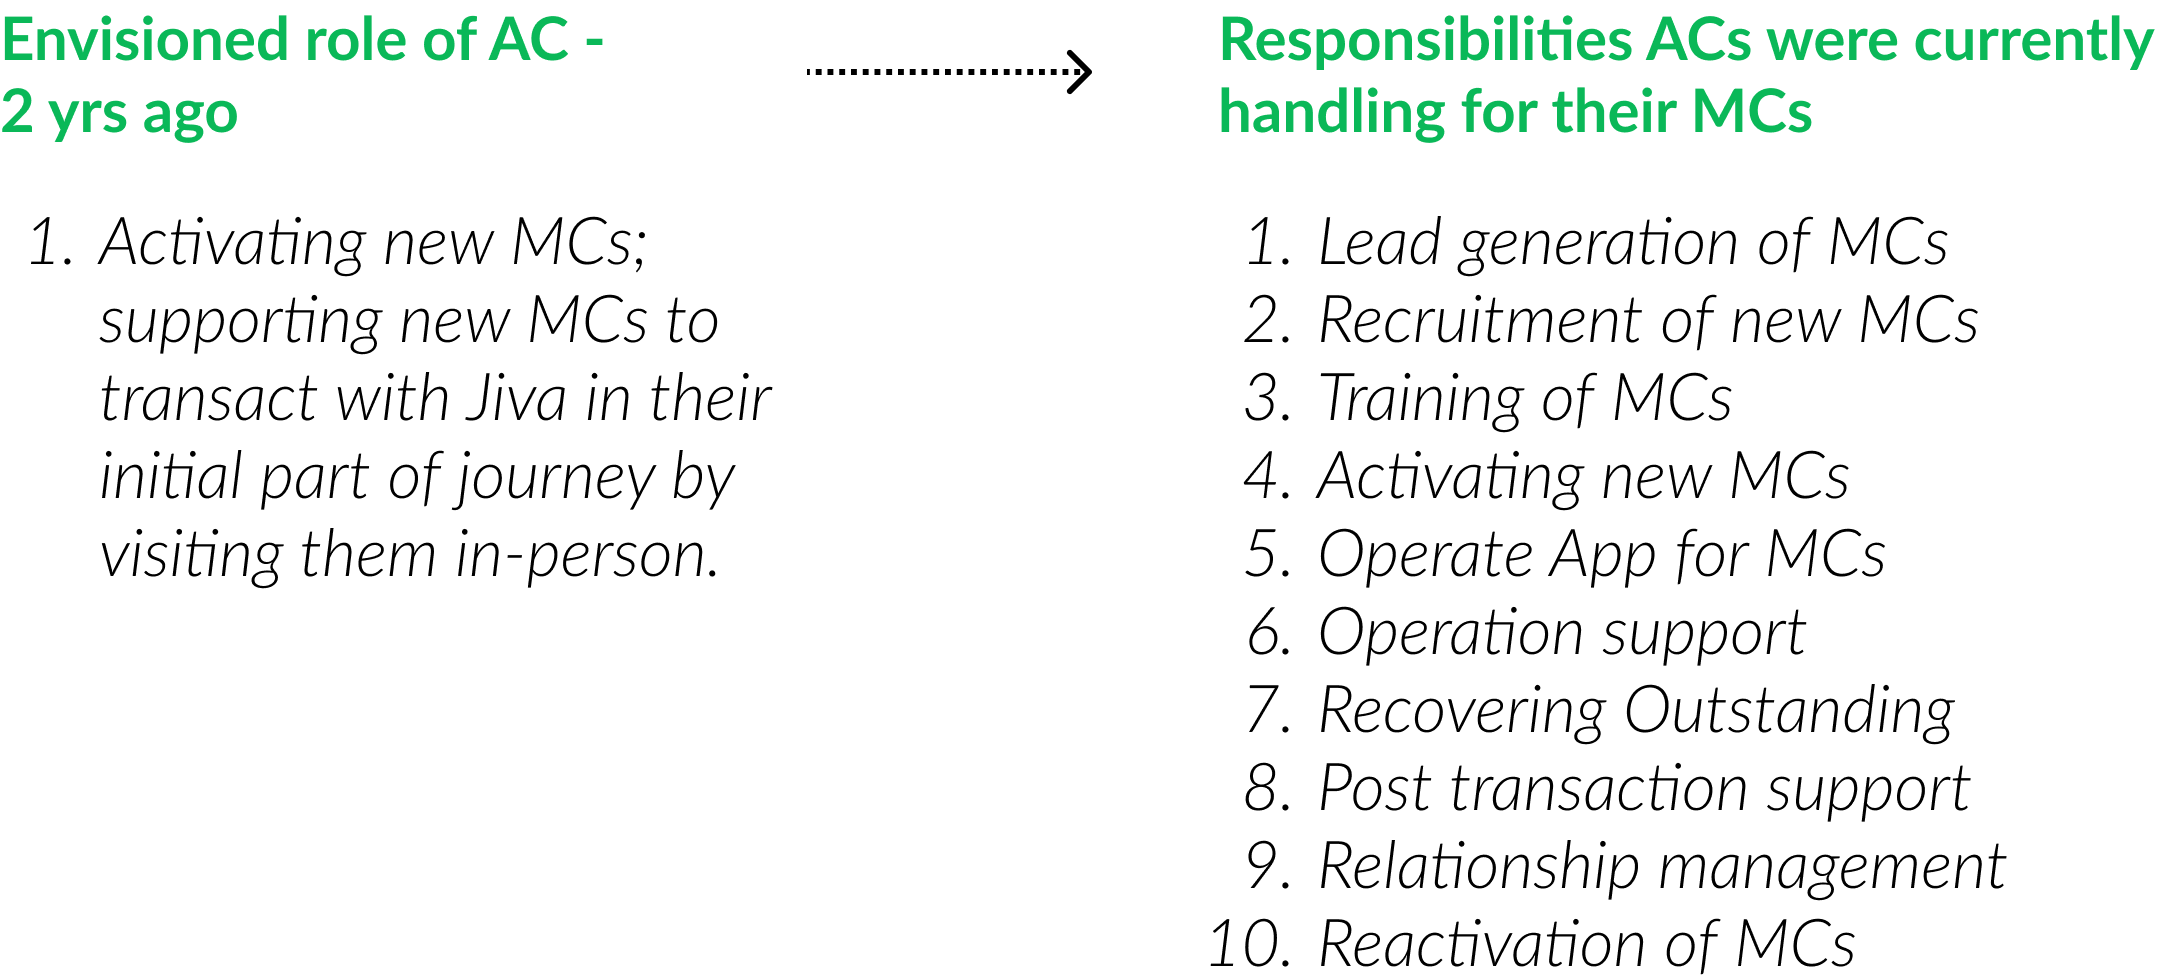 Envisioned role of AC -
2 yrs ago
1. Activating new MCs;
supporting new MCs to
transact with Jiva in their
initial part of journey by
visiting them in-person.
Responsibilities ACs were currently
handling for their MCs
1. Lead generation of MCs
2. Recruitment of new MCs
3. Training of MCs
4. Activating new MCs
5. Operate App for MCs
6. Operation support
7. Recovering Outstanding
8. Post transaction support
9. Relationship management
10. Reactivation of MCs